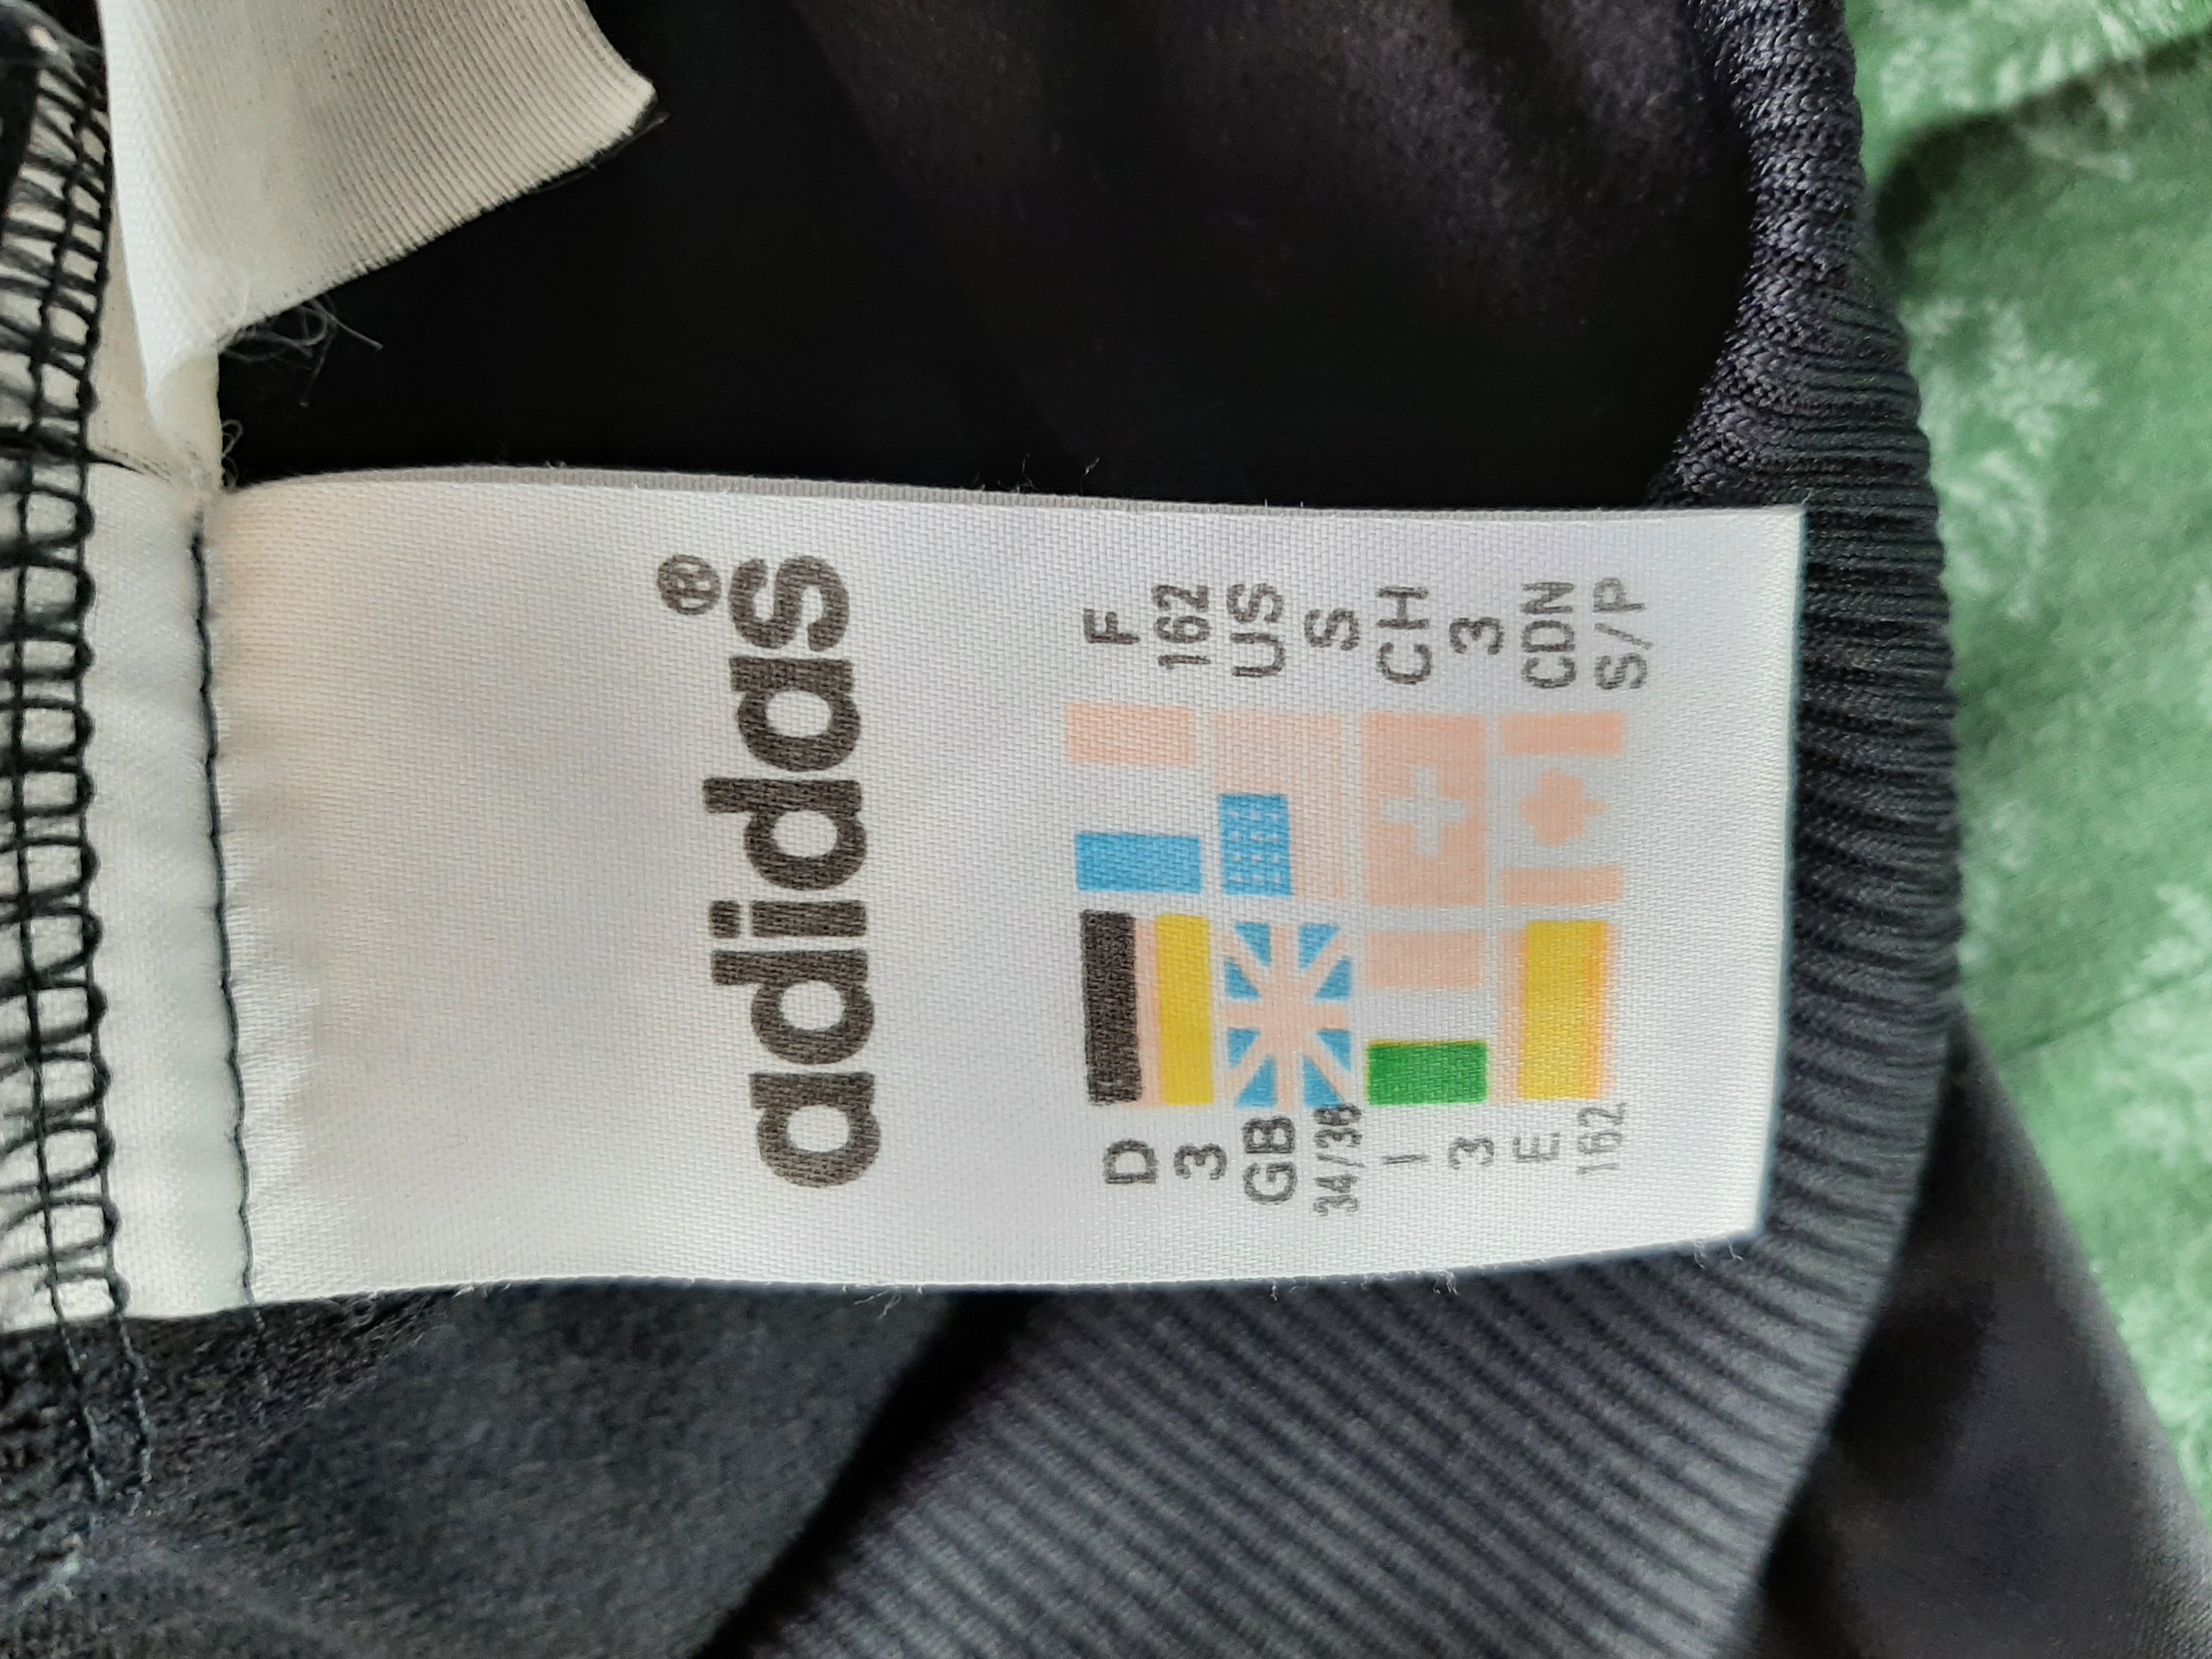 adidas®
D 3 F 162
GB 34/36 US S
I 3 CH 3
E 162 CDN S/P